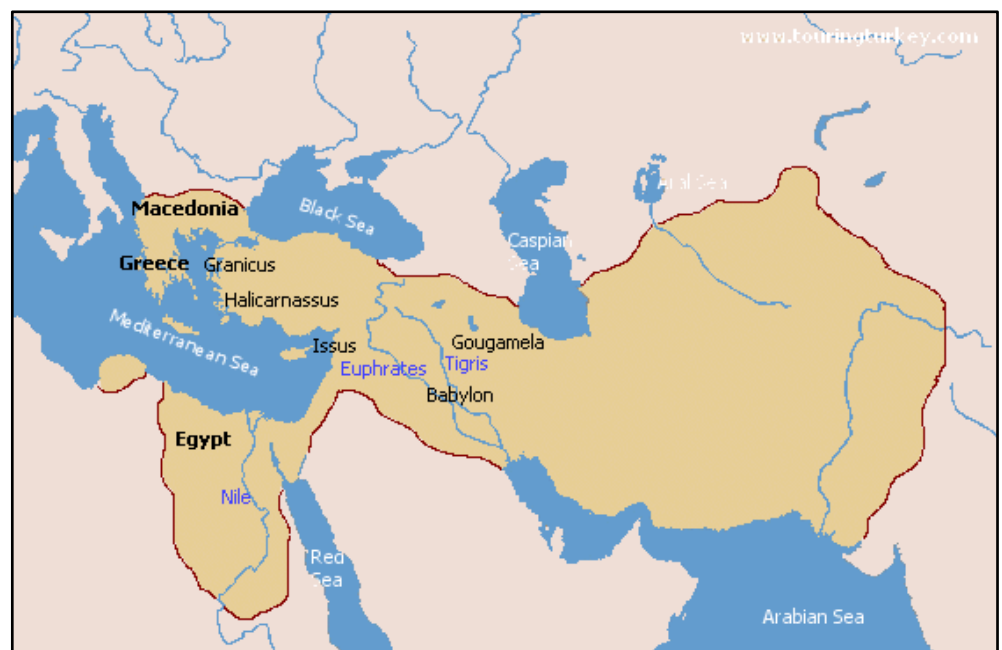 www.touringturkey.com
Aral Sea
Macedonia
Black Sea
Caspian
Sea
Greece
Granicus
Halicarnassus
Mediterranean Sea
Issus
Gougamela
Euphrates
Tigris
Babylon
Egypt
Nile
Red
Sea
Arabian Sea